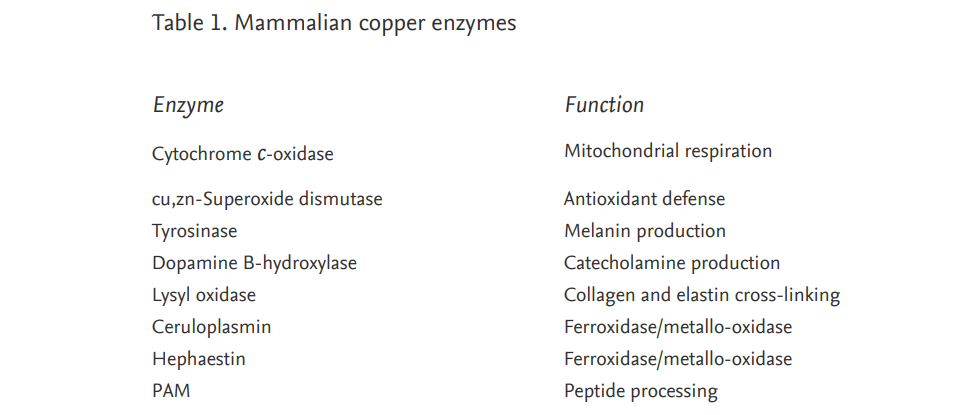 Table 1. Mammalian copper enzymes
Enzyme Function
Cytochrome c-oxidase Mitochondrial respiration
cu,zn-Superoxide dismutase Antioxidant defense
Tyrosinase Melanin production
Dopamine B-hydroxylase Catecholamine production
Lysyl oxidase Collagen and elastin cross-linking
Ceruloplasmin Ferroxidase/metallo-oxidase
Hephaestin Ferroxidase/metallo-oxidase
PAM Peptide processing